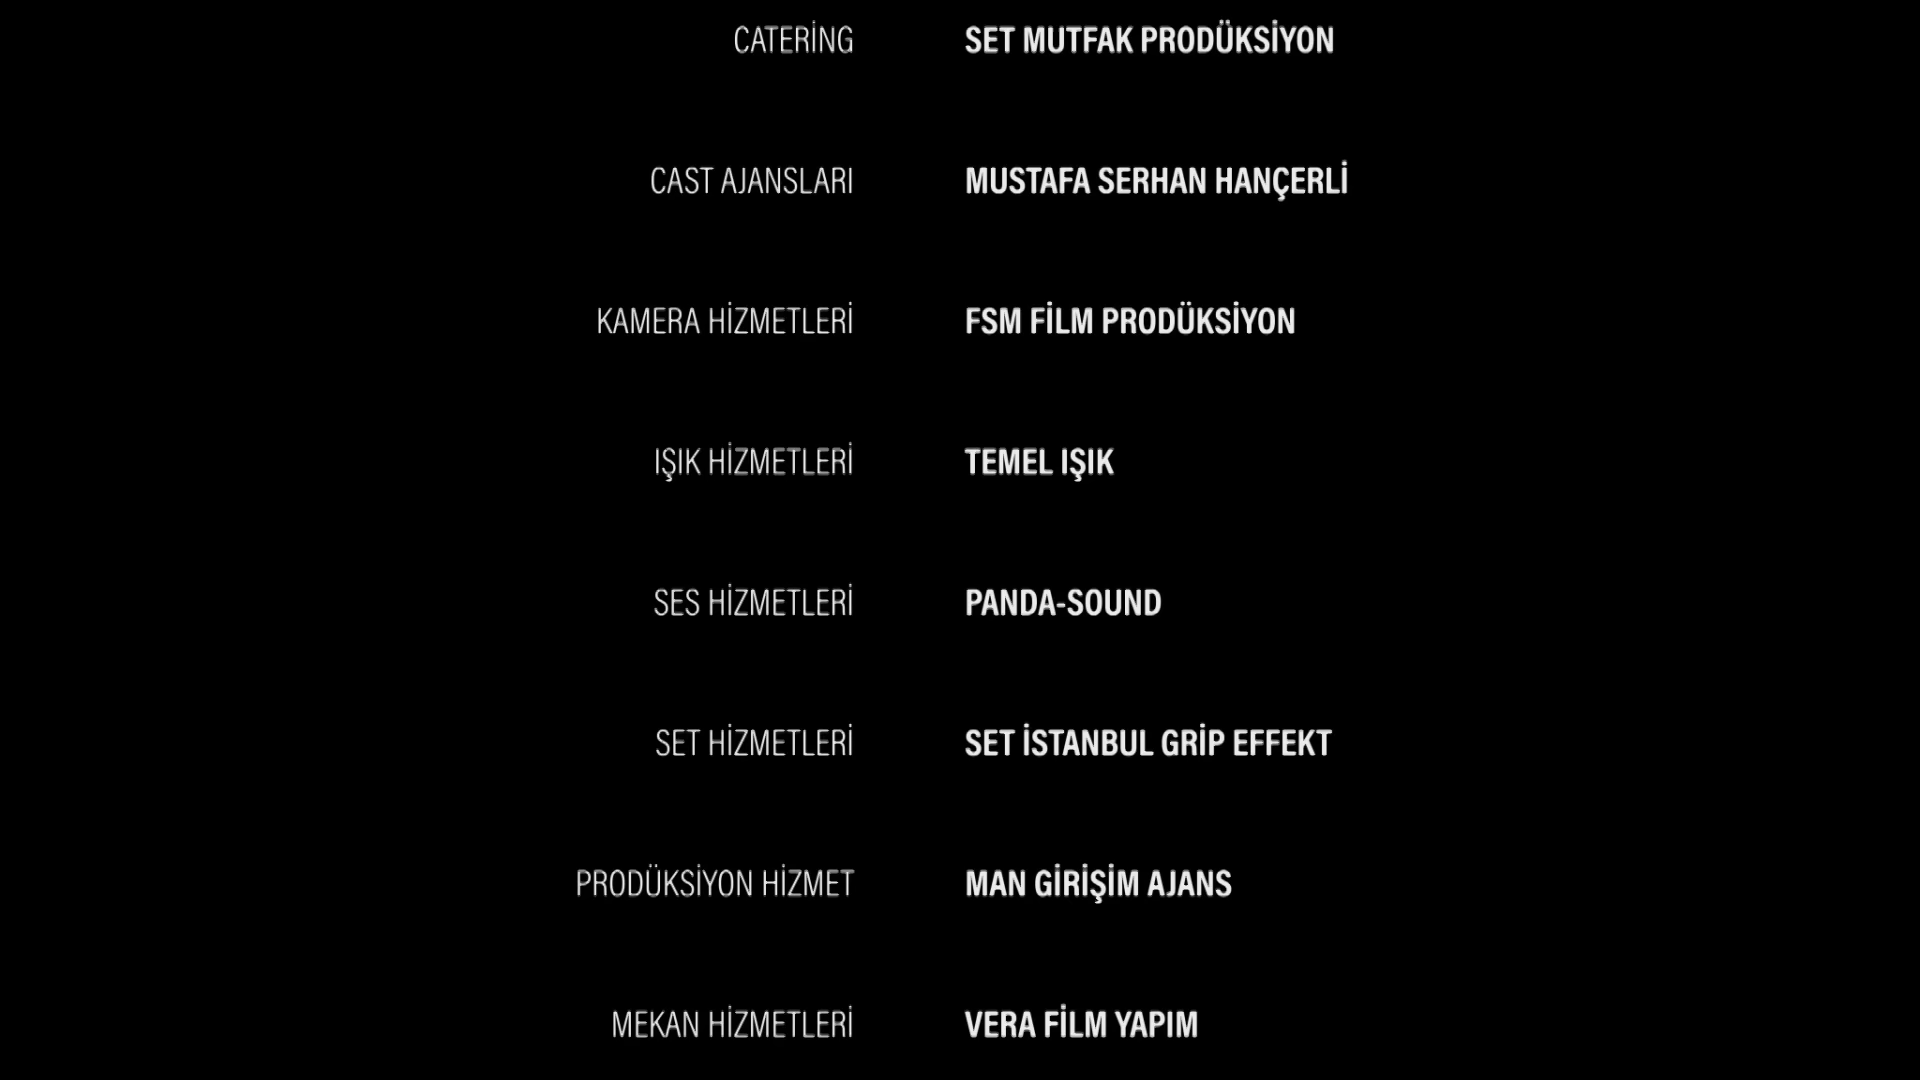 CATERİNG SET MUTFAK PRODÜKSİYON
CAST AJANSLARI MUSTAFA SERHAN HANÇERLİ
KAMERA HİZMETLERİ FSM FİLM PRODÜKSİYON
IŞIK HİZMETLERİ TEMEL IŞIK
SES HİZMETLERİ PANDA-SOUND
SET HİZMETLERİ SET İSTANBUL GRİP EFFEKT
PRODÜKSİYON HİZMET MAN GİRİŞİM AJANS
MEKAN HİZMETLERİ VERA FİLM YAPIM